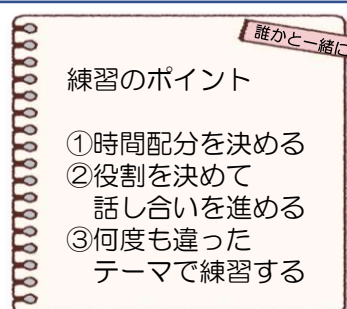 誰かと一緒に
練習のポイント
①時間配分を決める
②役割を決めて
話し合いを進める
③何度も違った
テーマで練習する